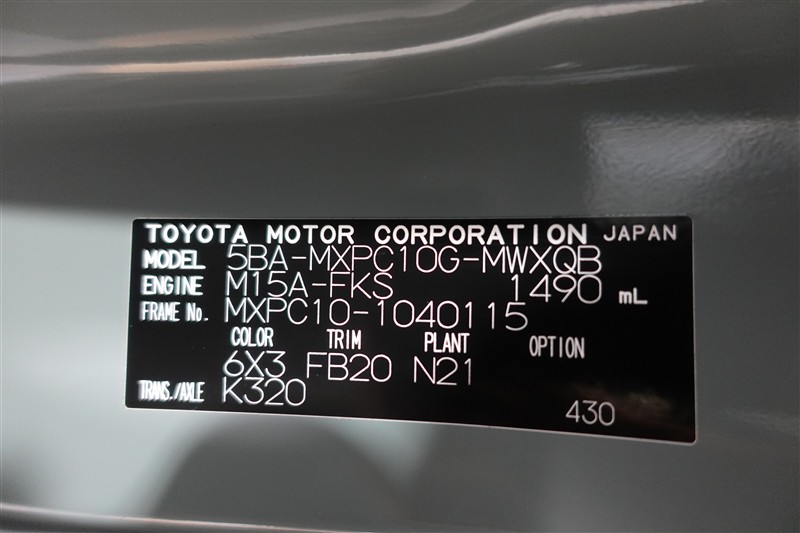 TOYOTA MOTOR CORPORATION JAPAN
MODEL 5BA-MXPC10G-MWXQB
ENGINE M15A-FKS 1490 mL
FRAME No. MXPC10-1040115
COLOR TRIM PLANT OPTION
6X3 FB20 N21
TRANS./AXLE K320
430